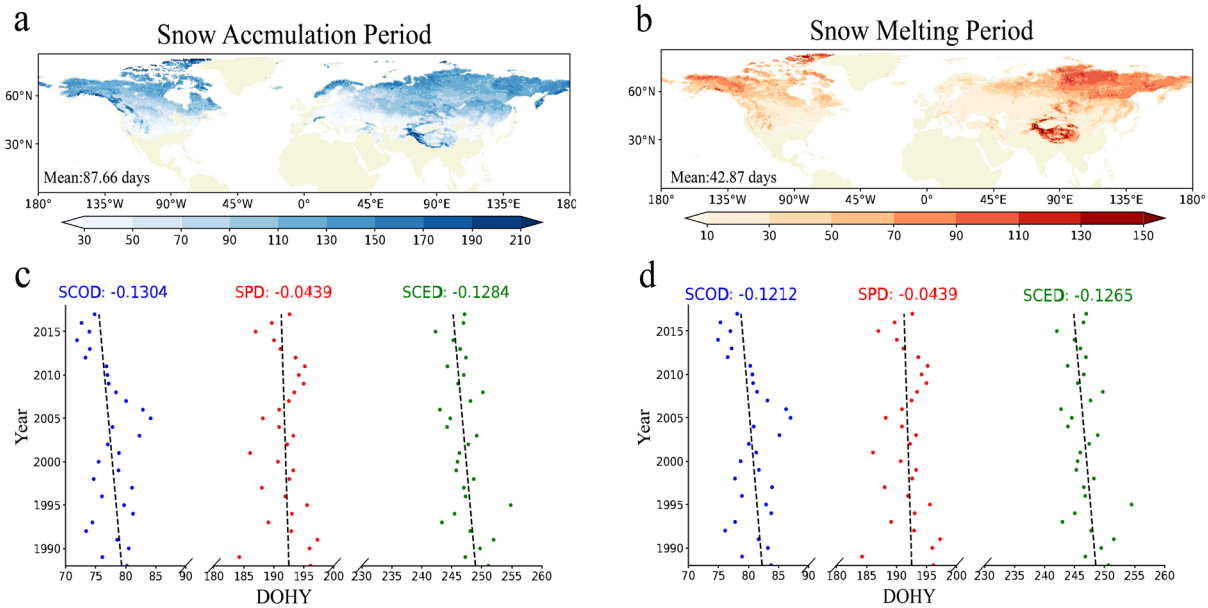 a
Snow Accmulation Period
60°N
30°N
Mean:87.66 days
180° 135°W 90°W 45°W 0° 45°E 90°E 135°E 180°
30 50 70 90 110 130 150 170 190 210
b
Snow Melting Period
60°N
30°N
Mean:42.87 days
180° 135°W 90°W 45°W 0° 45°E 90°E 135°E 180°
10 30 50 70 90 110 130 150
c
SCOD: -0.1304 SPD: -0.0439 SCED: -0.1284
Year
2015
2010
2005
2000
1995
1990
70 75 80 85 90 180 185 190 195 200 240 245 250 255 260
DOHY
d
SCOD: -0.1212 SPD: -0.0439 SCED: -0.1265
Year
2015
2010
2005
2000
1995
1990
70 75 80 85 90 180 185 190 195 200 230 235 240 245 250 255 260
DOHY